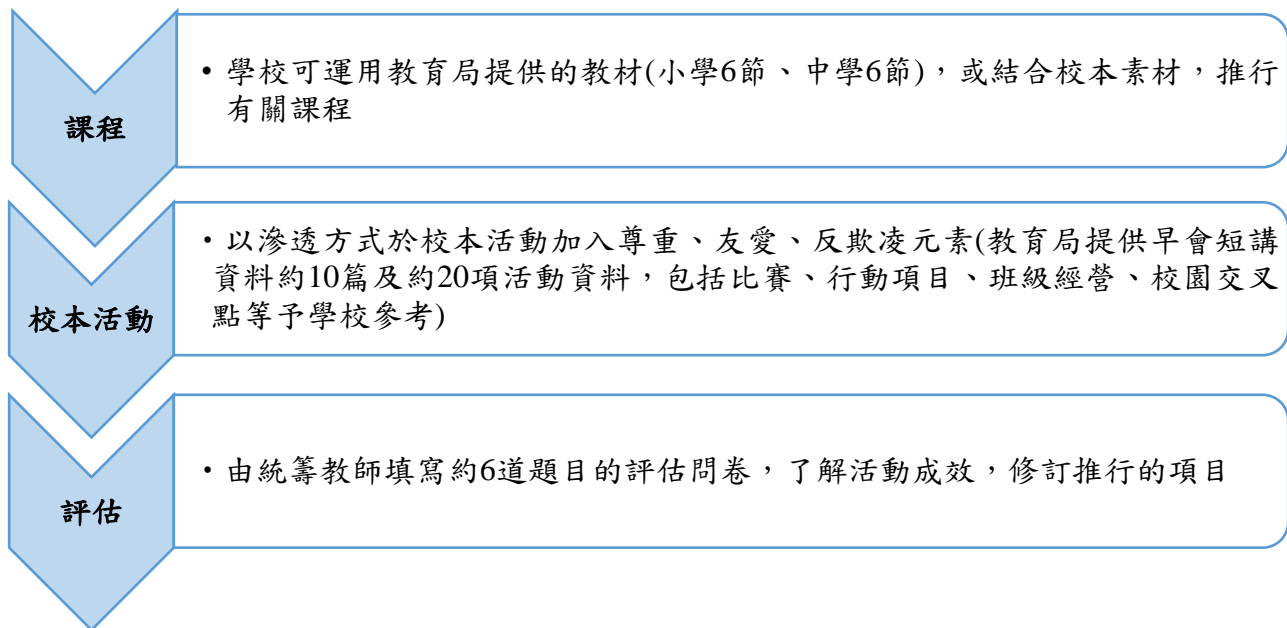 課程
• 學校可運用教育局提供的教材(小學6節、中學6節)，或結合校本素材，推行
有關課程
校本活動
• 以滲透方式於校本活動加入尊重、友愛、反欺凌元素(教育局提供早會短講
資料約10篇及約20項活動資料，包括比賽、行動項目、班級經營、校園交叉
點等予學校參考)
評估
• 由統籌教師填寫約6道題目的評估問卷，了解活動成效，修訂推行的項目